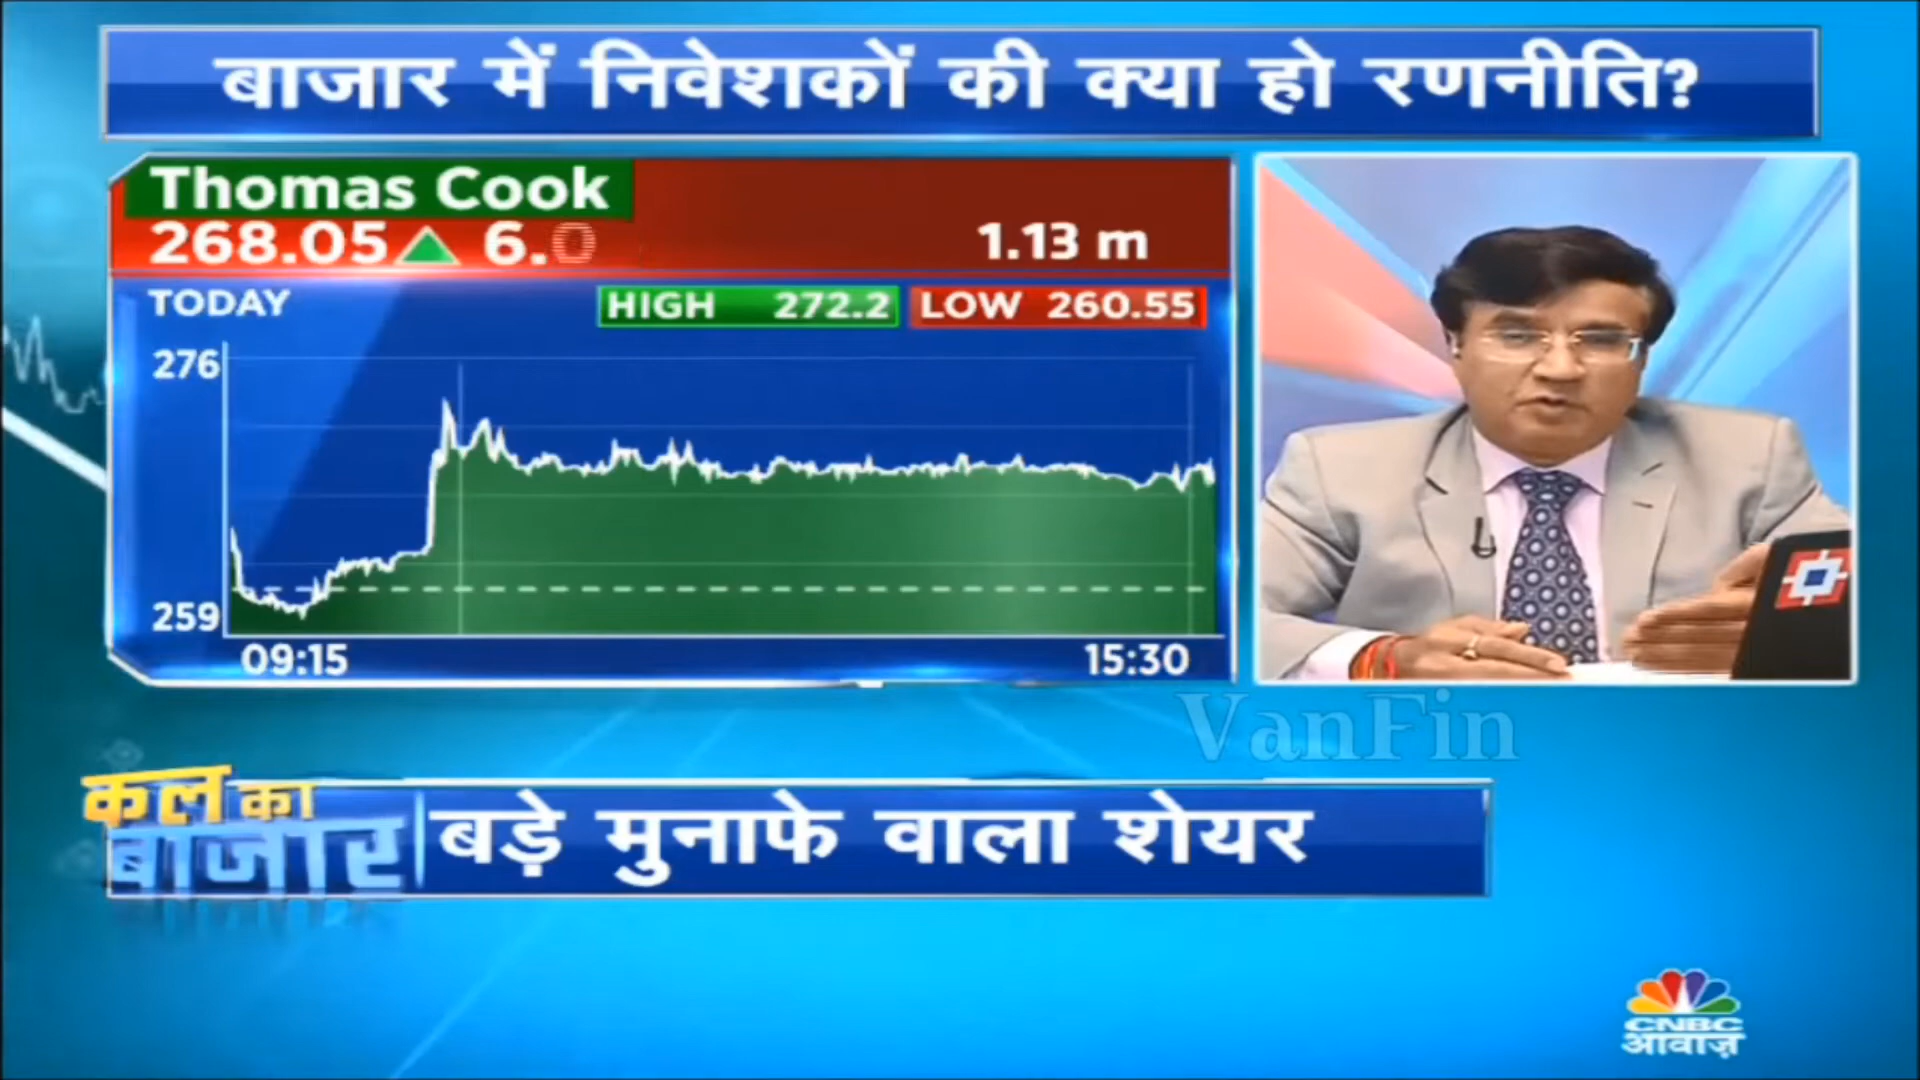 बाजार में निवेशकों की क्या हो रणनीति?
Thomas Cook
268.05 6.0 1.13 m
TODAY HIGH 272.2 LOW 260.55
276
259
09:15 15:30
VanFin
कल का
बाजार
बड़े मुनाफे वाला शेयर
CNBC
आवाज़